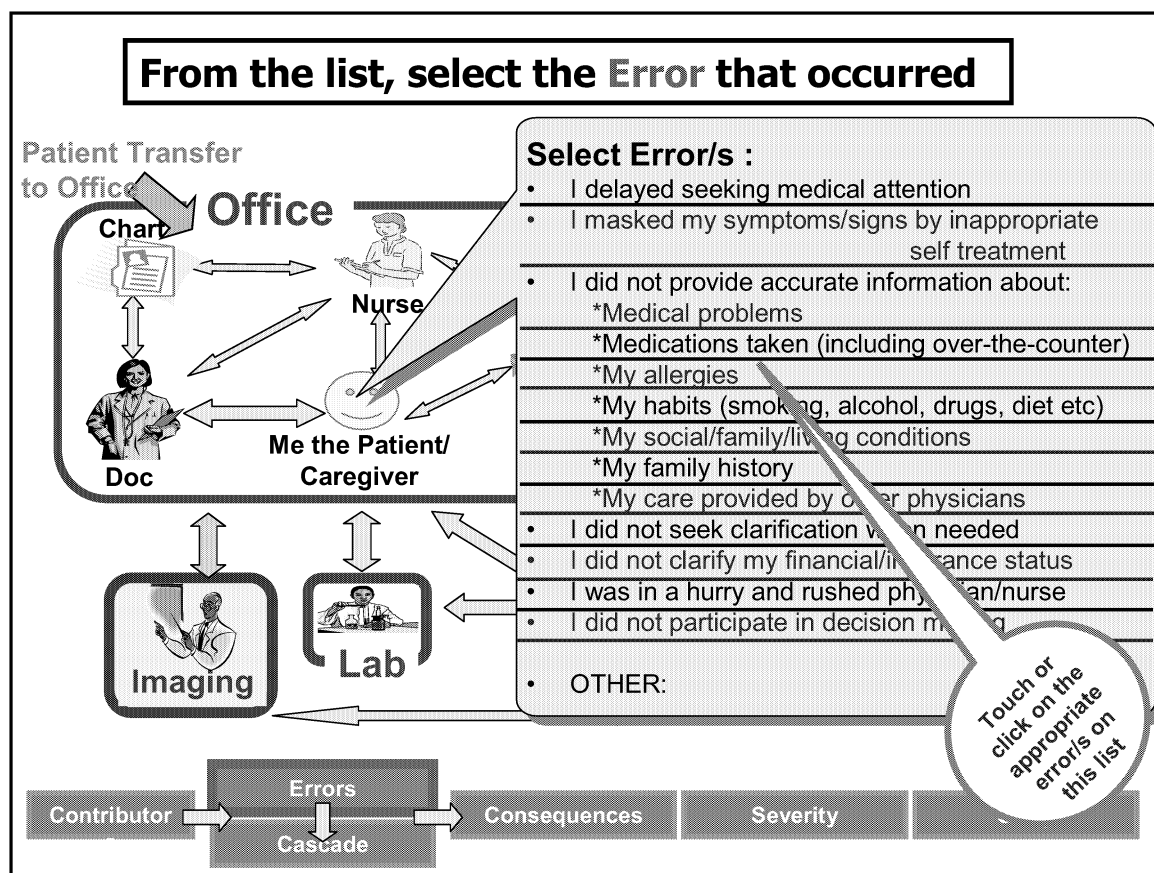 From the list, select the Error that occurred
Patient Transfer
to Office
Office
Chart
Nurse
Doc
Me the Patient/
Caregiver
Imaging
Lab
Select Error/s :
• I delayed seeking medical attention
• I masked my symptoms/signs by inappropriate
self treatment
• I did not provide accurate information about:
*Medical problems
*Medications taken (including over-the-counter)
*My allergies
*My habits (smoking, alcohol, drugs, diet etc)
*My social/family/living conditions
*My family history
*My care provided by other physicians
• I did not seek clarification when needed
• I did not clarify my financial/insurance status
• I was in a hurry and rushed physician/nurse
• I did not participate in decision making
• OTHER:
Touch or
click on the
appropriate
error/s on
this list
Contributor
Errors
Cascade
Consequences
Severity